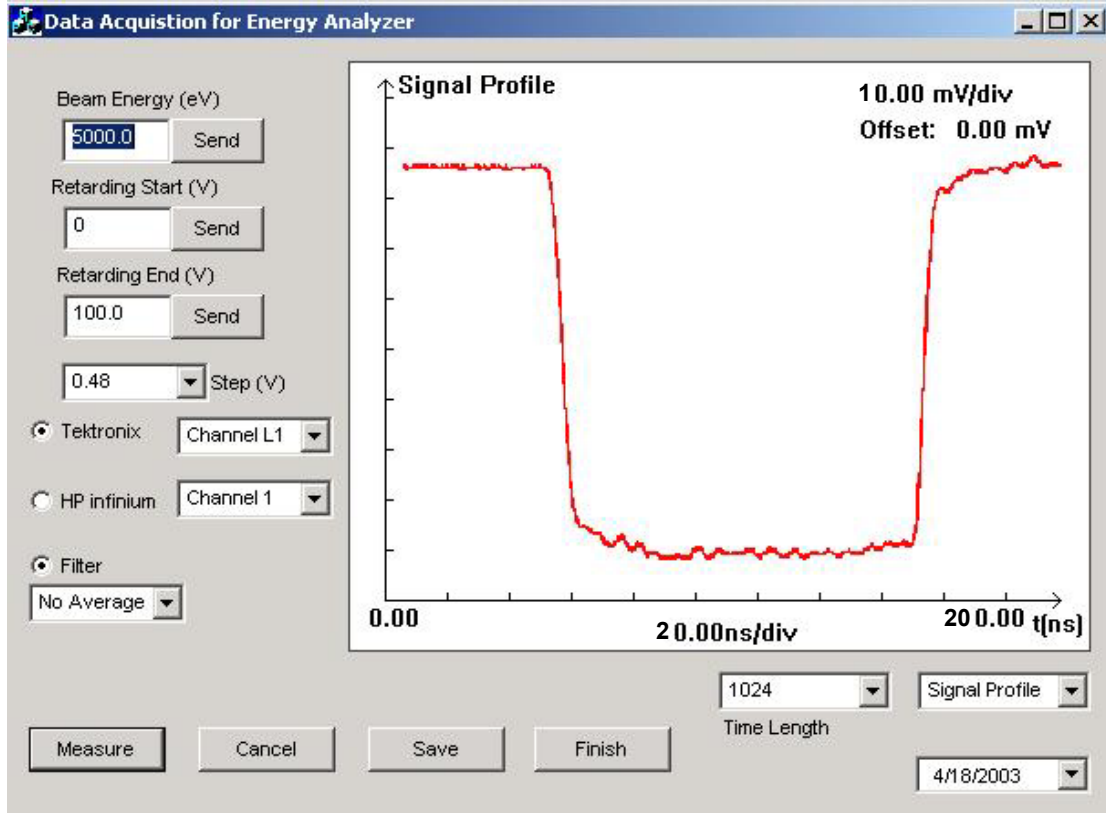 Data Acquistion for Energy Analyzer
Beam Energy (eV)
5000.0 Send
Retarding Start (V)
0 Send
Retarding End (V)
100.0 Send
0.48 Step (V)
Tektronix Channel L1
HP infinium Channel 1
Filter
No Average
Signal Profile
10.00 mV/div
Offset: 0.00 mV
0.00
20.00ns/div
200.00 t[ns]
1024
Time Length
Signal Profile
Measure Cancel Save Finish
4/18/2003